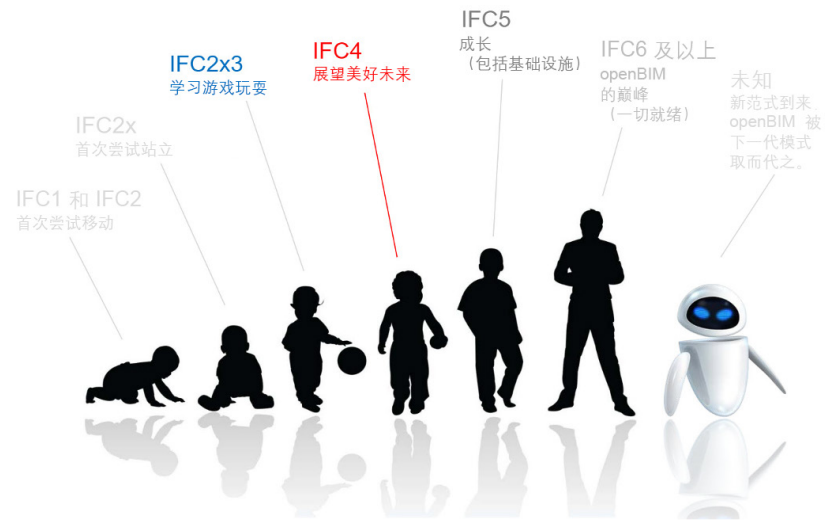 IFC1 和 IFC2
首次尝试移动
IFC2x
首次尝试站立
IFC2x3
学习游戏玩耍
IFC4
展望美好未来
IFC5
成长
（包括基础设施）
IFC6 及以上
openBIM
的巅峰
（一切就绪）
未知
新范式到来，
openBIM 被
下一代模式
取而代之。